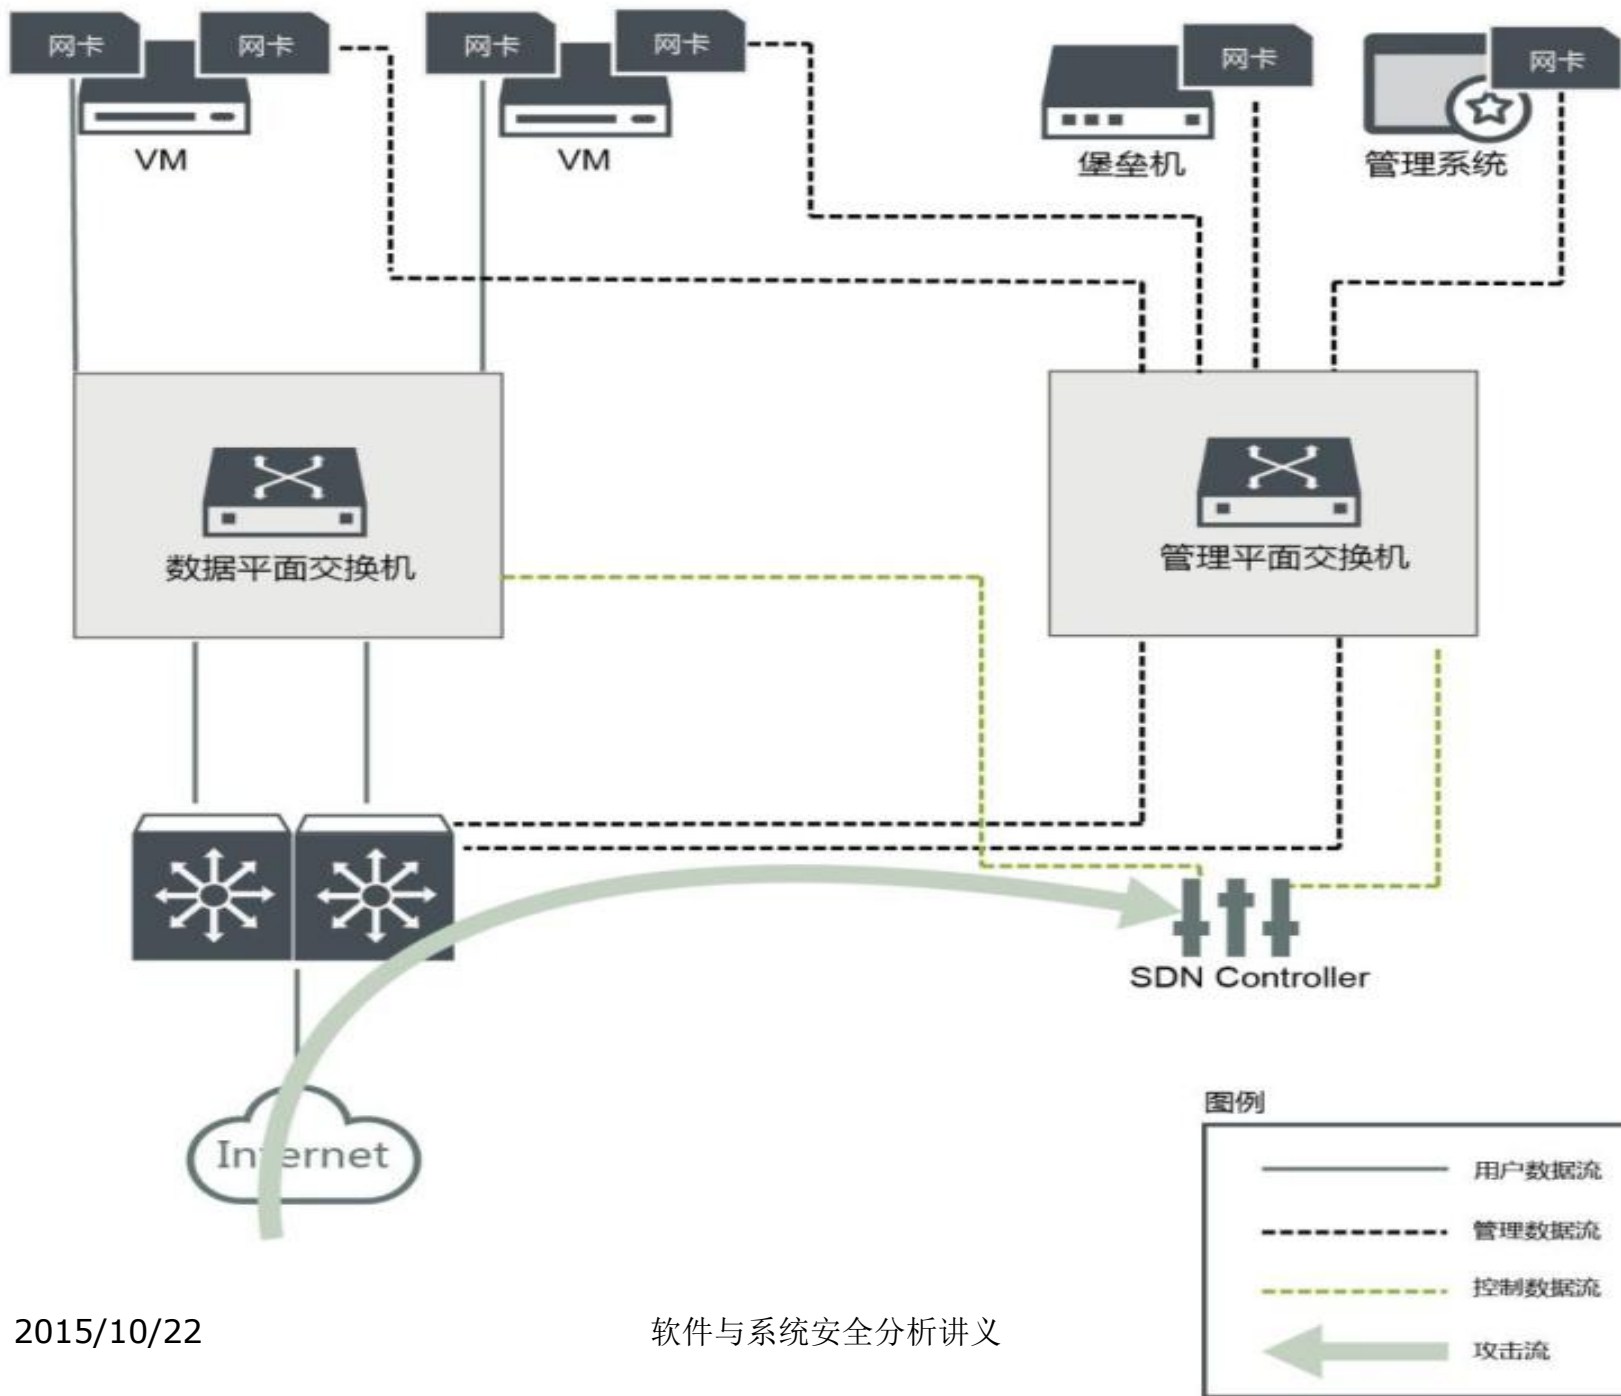 网卡
网卡
网卡
网卡
网卡
网卡
VM
VM
堡垒机
管理系统
数据平面交换机
管理平面交换机
SDN Controller
Internet
图例
用户数据流
管理数据流
控制数据流
攻击流
2015/10/22
软件与系统安全分析讲义